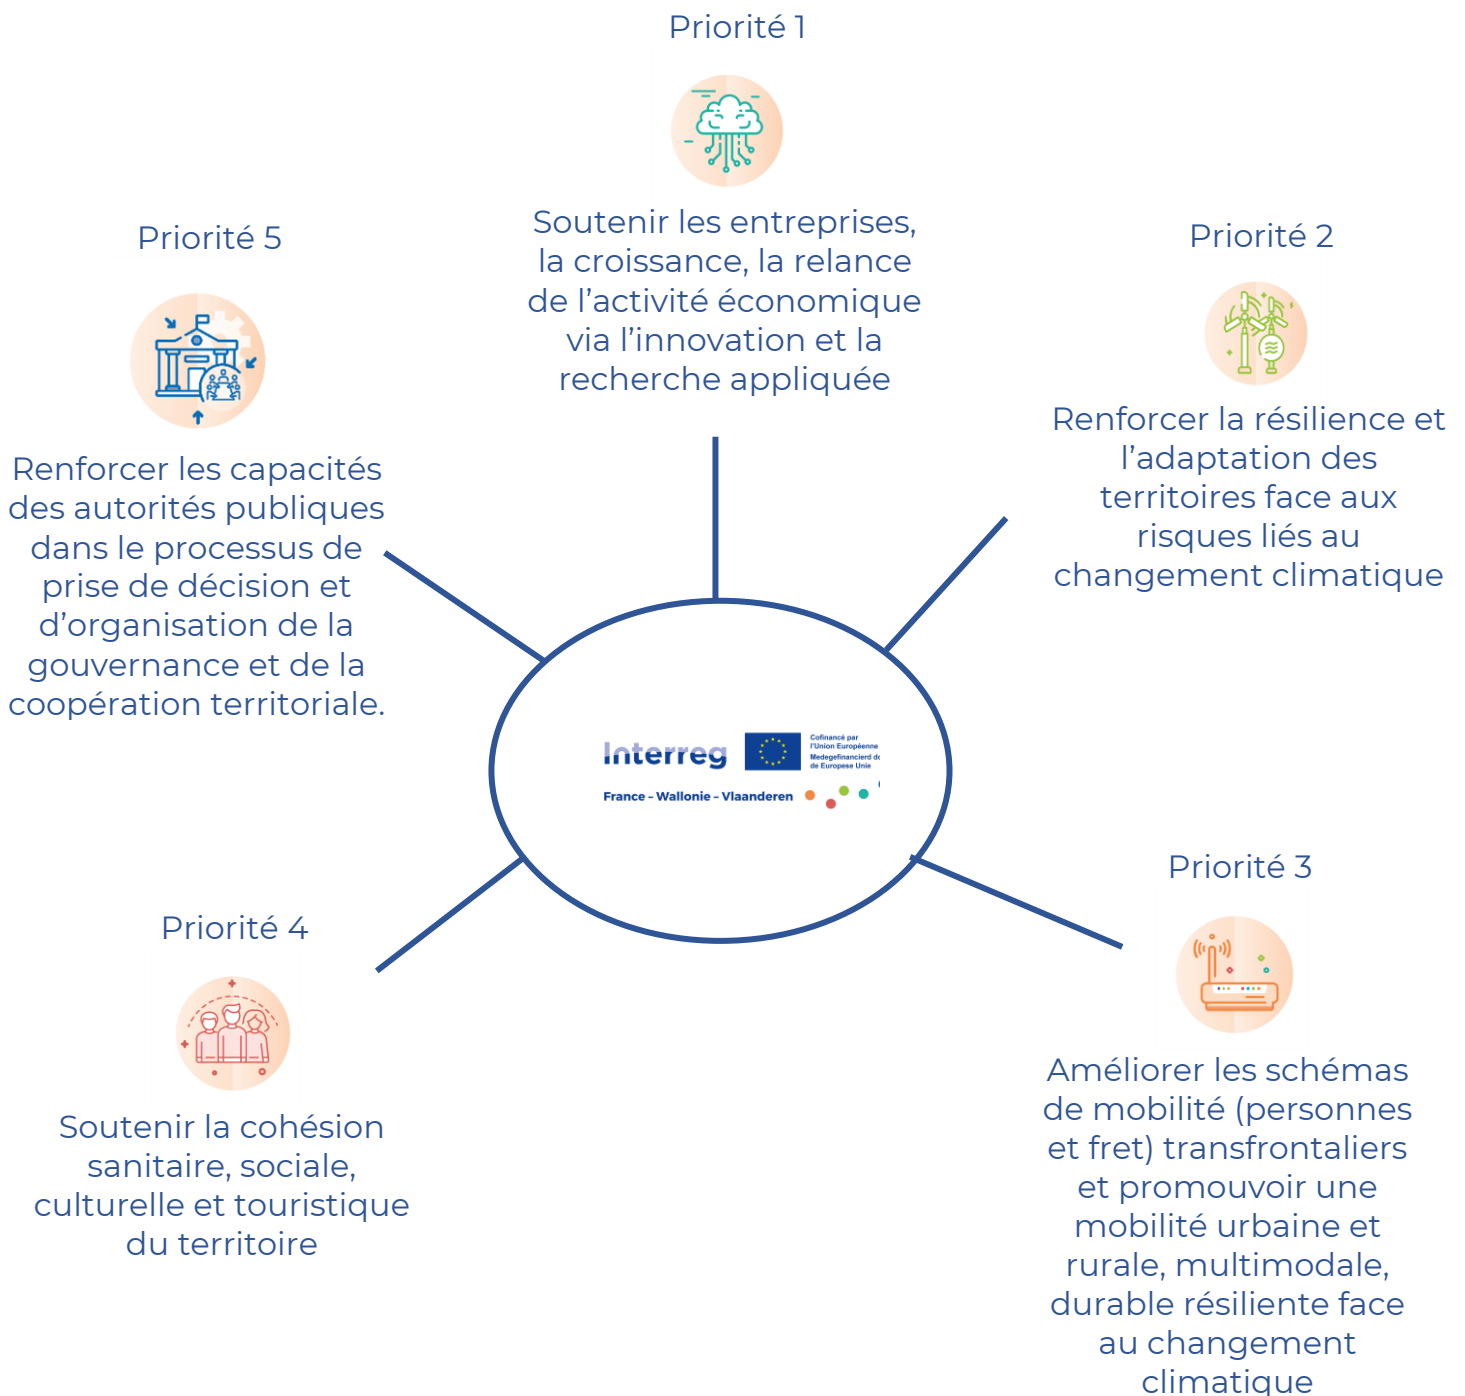 Priorité 1
Soutenir les entreprises,
la croissance, la relance
de l’activité économique
via l’innovation et la
recherche appliquée
Priorité 2
Renforcer la résilience et
l’adaptation des
territoires face aux
risques liés au
changement climatique
Priorité 5
Renforcer les capacités
des autorités publiques
dans le processus de
prise de décision et
d’organisation de la
gouvernance et de la
coopération territoriale.
Interreg
Cofinancé par
l’Union Européenne
Medegefinancierd
de Europese Unie
France – Wallonie – Vlaanderen
Priorité 3
Améliorer les schémas
de mobilité (personnes
et fret) transfrontaliers
et promouvoir une
mobilité urbaine et
rurale, multimodale,
durable résiliente face
au changement
climatique
Priorité 4
Soutenir la cohésion
sanitaire, sociale,
culturelle et touristique
du territoire